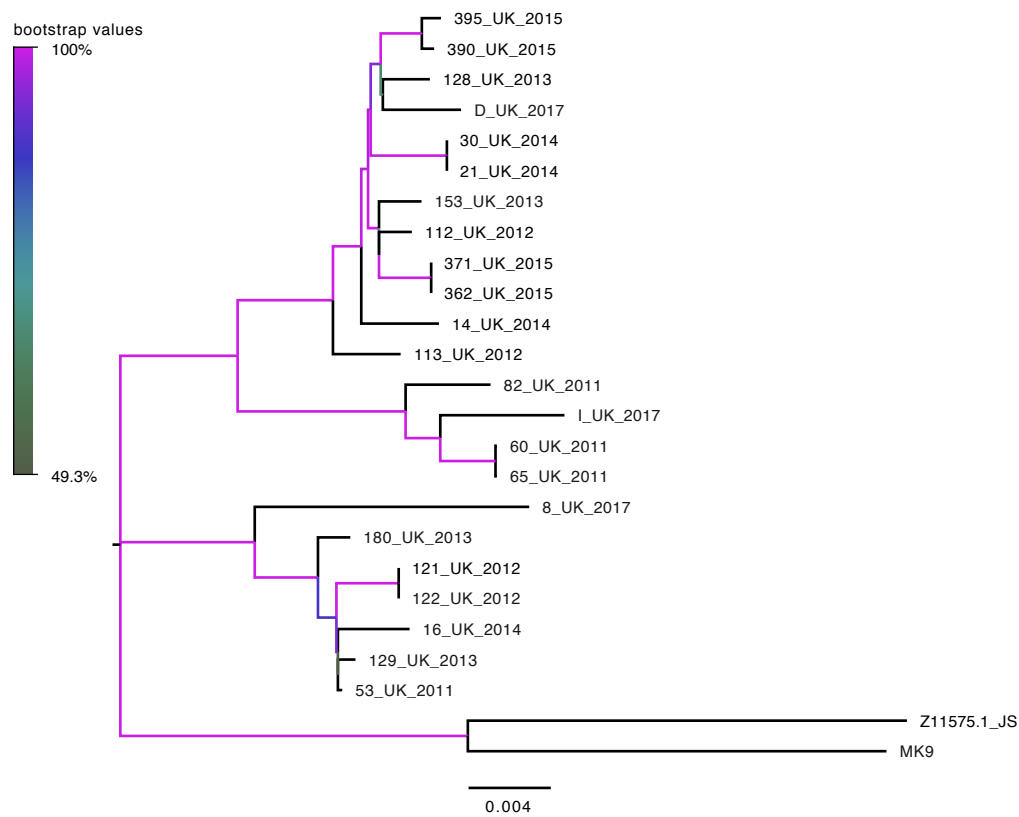 bootstrap values
100%
49.3%
395_UK_2015
390_UK_2015
128_UK_2013
D_UK_2017
30_UK_2014
21_UK_2014
153_UK_2013
112_UK_2012
371_UK_2015
362_UK_2015
14_UK_2014
113_UK_2012
82_UK_2011
I_UK_2017
60_UK_2011
65_UK_2011
8_UK_2017
180_UK_2013
121_UK_2012
122_UK_2012
16_UK_2014
129_UK_2013
53_UK_2011
Z11575.1_JS
MK9
0.004